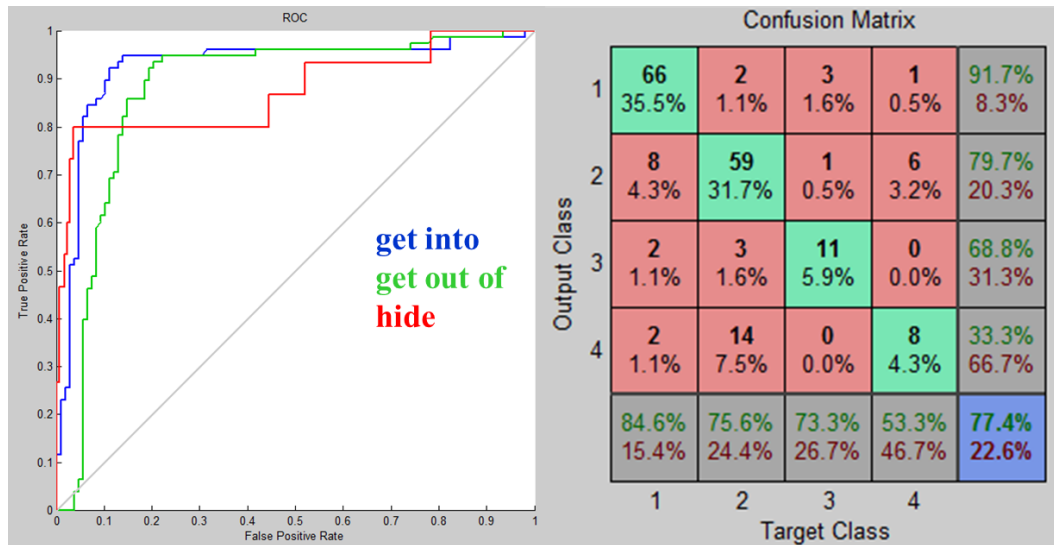 ROC
1
0.9
0.8
0.7
0.6
0.5
0.4
0.3
0.2
0.1
0
True Positive Rate
get into
get out of
hide
0 0.1 0.2 0.3 0.4 0.5 0.6 0.7 0.8 0.9 1
False Positive Rate
Confusion Matrix
Output Class
1 66 2 3 1 91.7%
35.5% 1.1% 1.6% 0.5% 8.3%
2 8 59 1 6 79.7%
4.3% 31.7% 0.5% 3.2% 20.3%
3 2 3 11 0 68.8%
1.1% 1.6% 5.9% 0.0% 31.3%
4 2 14 0 8 33.3%
1.1% 7.5% 0.0% 4.3% 66.7%
84.6% 75.6% 73.3% 53.3% 77.4%
15.4% 24.4% 26.7% 46.7% 22.6%
1 2 3 4
Target Class